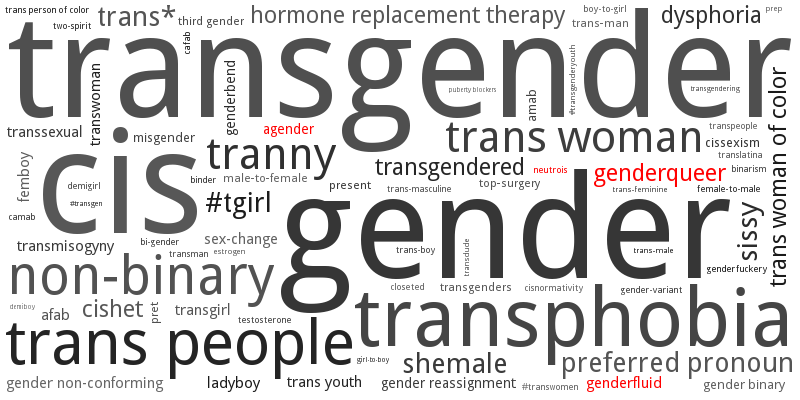 trans person of color
trans*
hormone replacement therapy
boy-to-girl
dysphoria
prep
two-spirit
third gender
trans-man
transgender
cafab
transwoman
genderbend
puberty blockers
amab
#transgenderyouth
transgendering
trans woman of color
transsexual
misgender
agender
trans woman
transpeople
cissexism
cis
tranny
translatina
femboy
transgendered
neutrois
genderqueer
binarism
demigirl
binder
male-to-female
present
trans-masculine
top-surgery
trans-feminine
female-to-male
#transgen
#tgirl
camab
gender
sissy
transmisogyny
bi-gender
sex-change
transman
estrogen
trans-boy
transdude
trans-male
non-binary
genderfuckery
closeted
transgenders
cisnormativity
gender-variant
demiboy
afab
cishet
pret
transgirl
testosterone
transphobia
trans people
girl-to-boy
shemale
preferred pronoun
gender non-conforming
ladyboy
trans youth
gender reassignment
#transwomen
genderfluid
gender binary